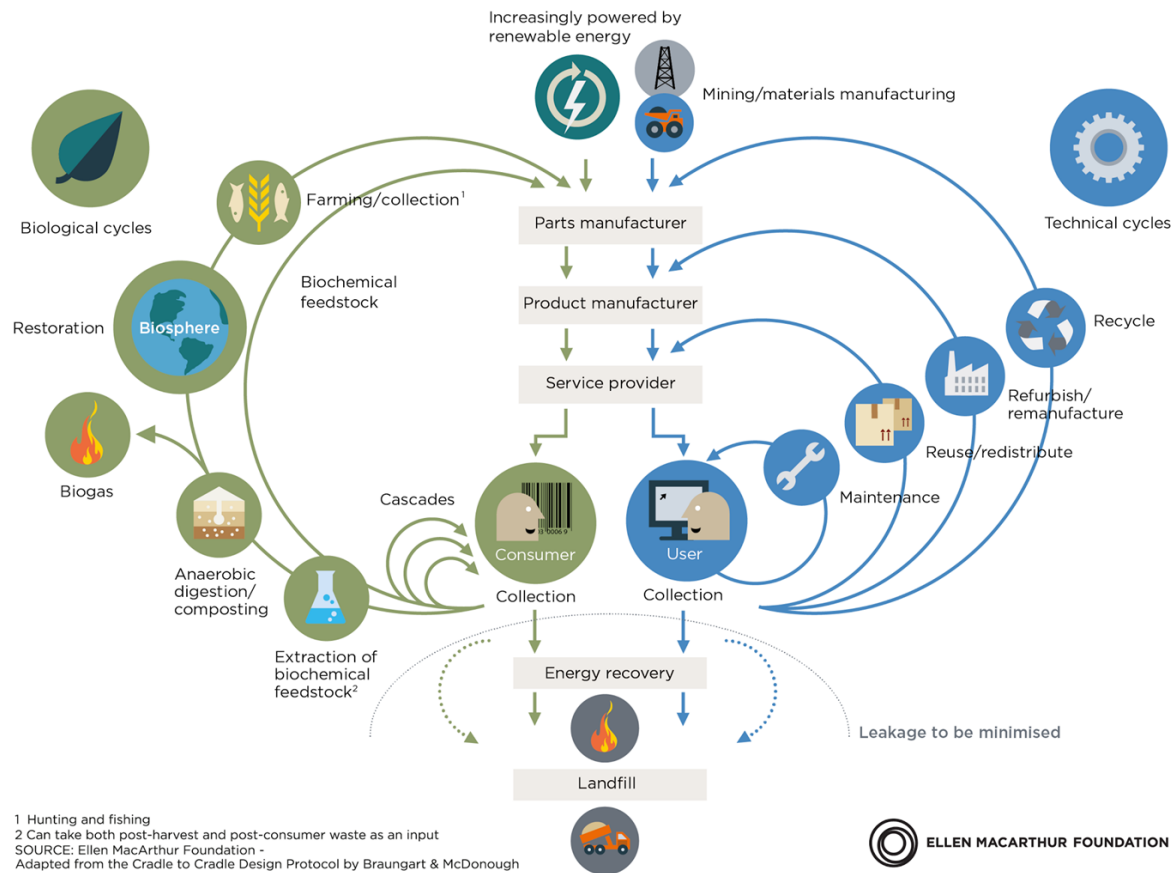 Increasingly powered by
renewable energy
Mining/materials manufacturing
Biological cycles
Farming/collection¹
Parts manufacturer
Technical cycles
Biochemical
feedstock
Product manufacturer
Restoration
Biosphere
Recycle
Service provider
Refurbish/
remanufacture
Reuse/redistribute
Biogas
Cascades
Maintenance
Consumer
User
Anaerobic
digestion/
composting
Collection
Collection
Extraction of
biochemical
feedstock²
Energy recovery
Leakage to be minimised
Landfill
1 Hunting and fishing
2 Can take both post-harvest and post-consumer waste as an input
SOURCE: Ellen MacArthur Foundation -
Adapted from the Cradle to Cradle Design Protocol by Braungart & McDonough
ELLEN MACARTHUR FOUNDATION